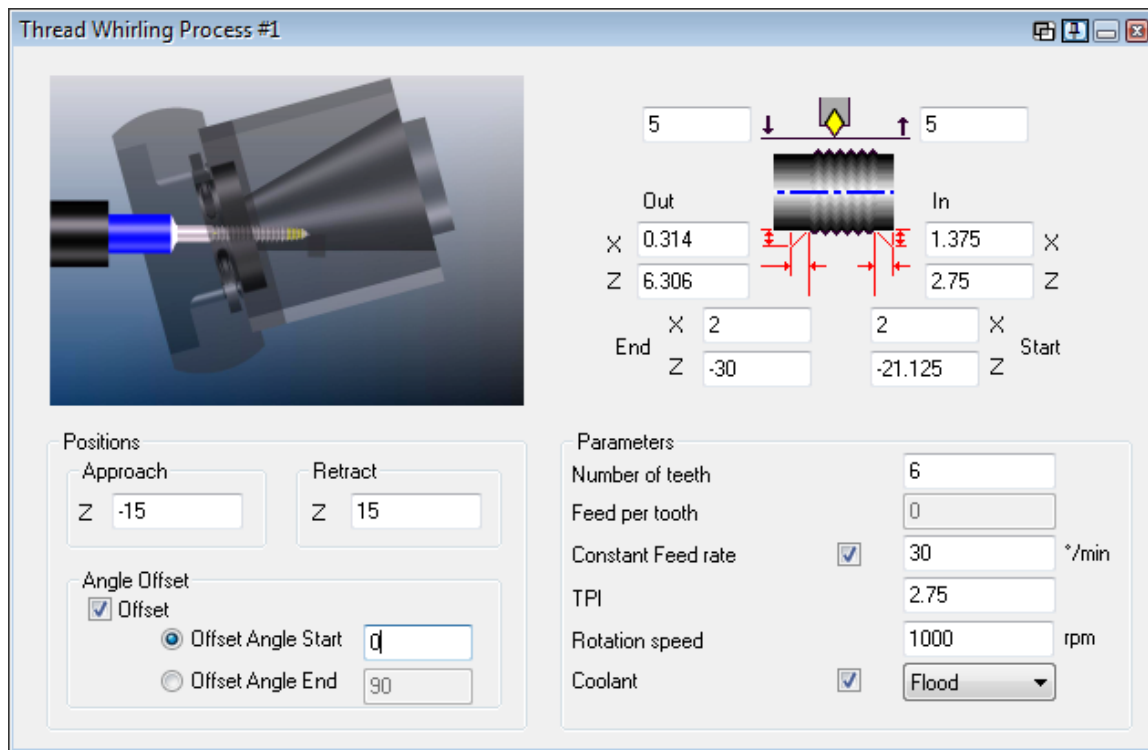 Thread Whirling Process #1
5 5
Out In
X 0.314 1.375 X
Z 6.306 2.75 Z
X 2 2 X
End Start
Z -30 -21.125 Z
Positions
Approach Retract
Z -15 Z 15
Angle Offset
Offset
Offset Angle Start 0
Offset Angle End 90
Parameters
Number of teeth 6
Feed per tooth 0
Constant Feed rate 30 °/min
TPI 2.75
Rotation speed 1000 rpm
Coolant Flood